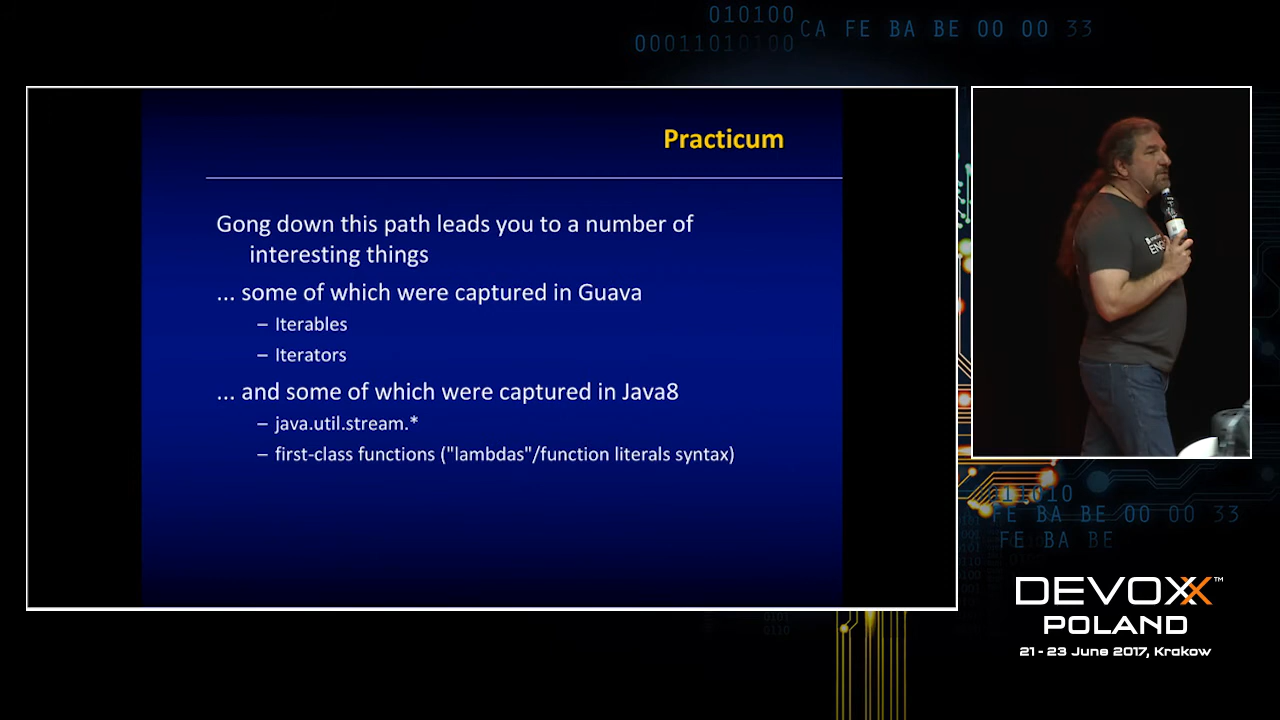 010100
CA FE BA BE 00 00 33
00011010100
Practicum
Gong down this path leads you to a number of
interesting things
... some of which were captured in Guava
– Iterables
– Iterators
... and some of which were captured in Java8
– java.util.stream.*
– first-class functions ("lambdas"/function literals syntax)
FE BA BE 00 00 33
FE BA BE
DEVOXX™
POLAND
21 - 23 June 2017, Krakow